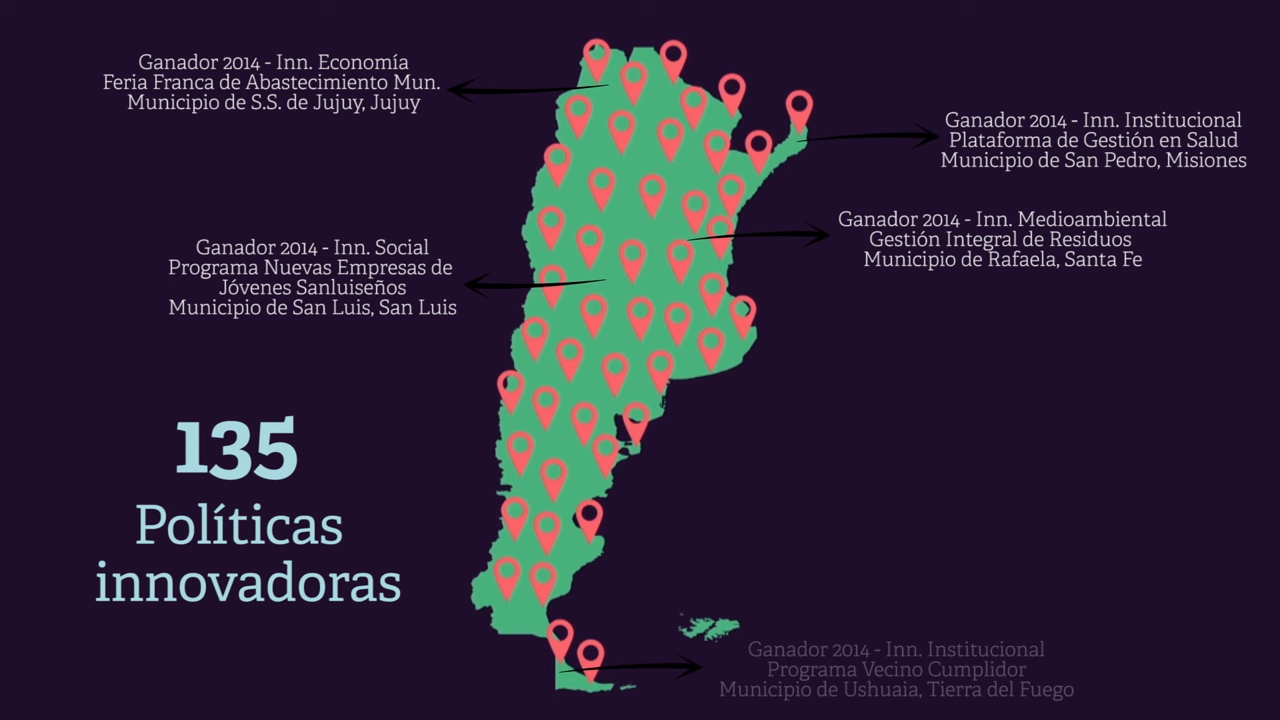 Ganador 2014 - Inn. Economía
Feria Franca de Abastecimiento Mun.
Municipio de S.S. de Jujuy, Jujuy
Ganador 2014 - Inn. Institucional
Plataforma de Gestión en Salud
Municipio de San Pedro, Misiones
Ganador 2014 - Inn. Medioambiental
Gestión Integral de Residuos
Municipio de Rafaela, Santa Fe
Ganador 2014 - Inn. Social
Programa Nuevas Empresas de
Jóvenes Sanluiseños
Municipio de San Luis, San Luis
135
Políticas
innovadoras
Ganador 2014 - Inn. Institucional
Programa Vecino Cumplidor
Municipio de Ushuaia, Tierra del Fuego